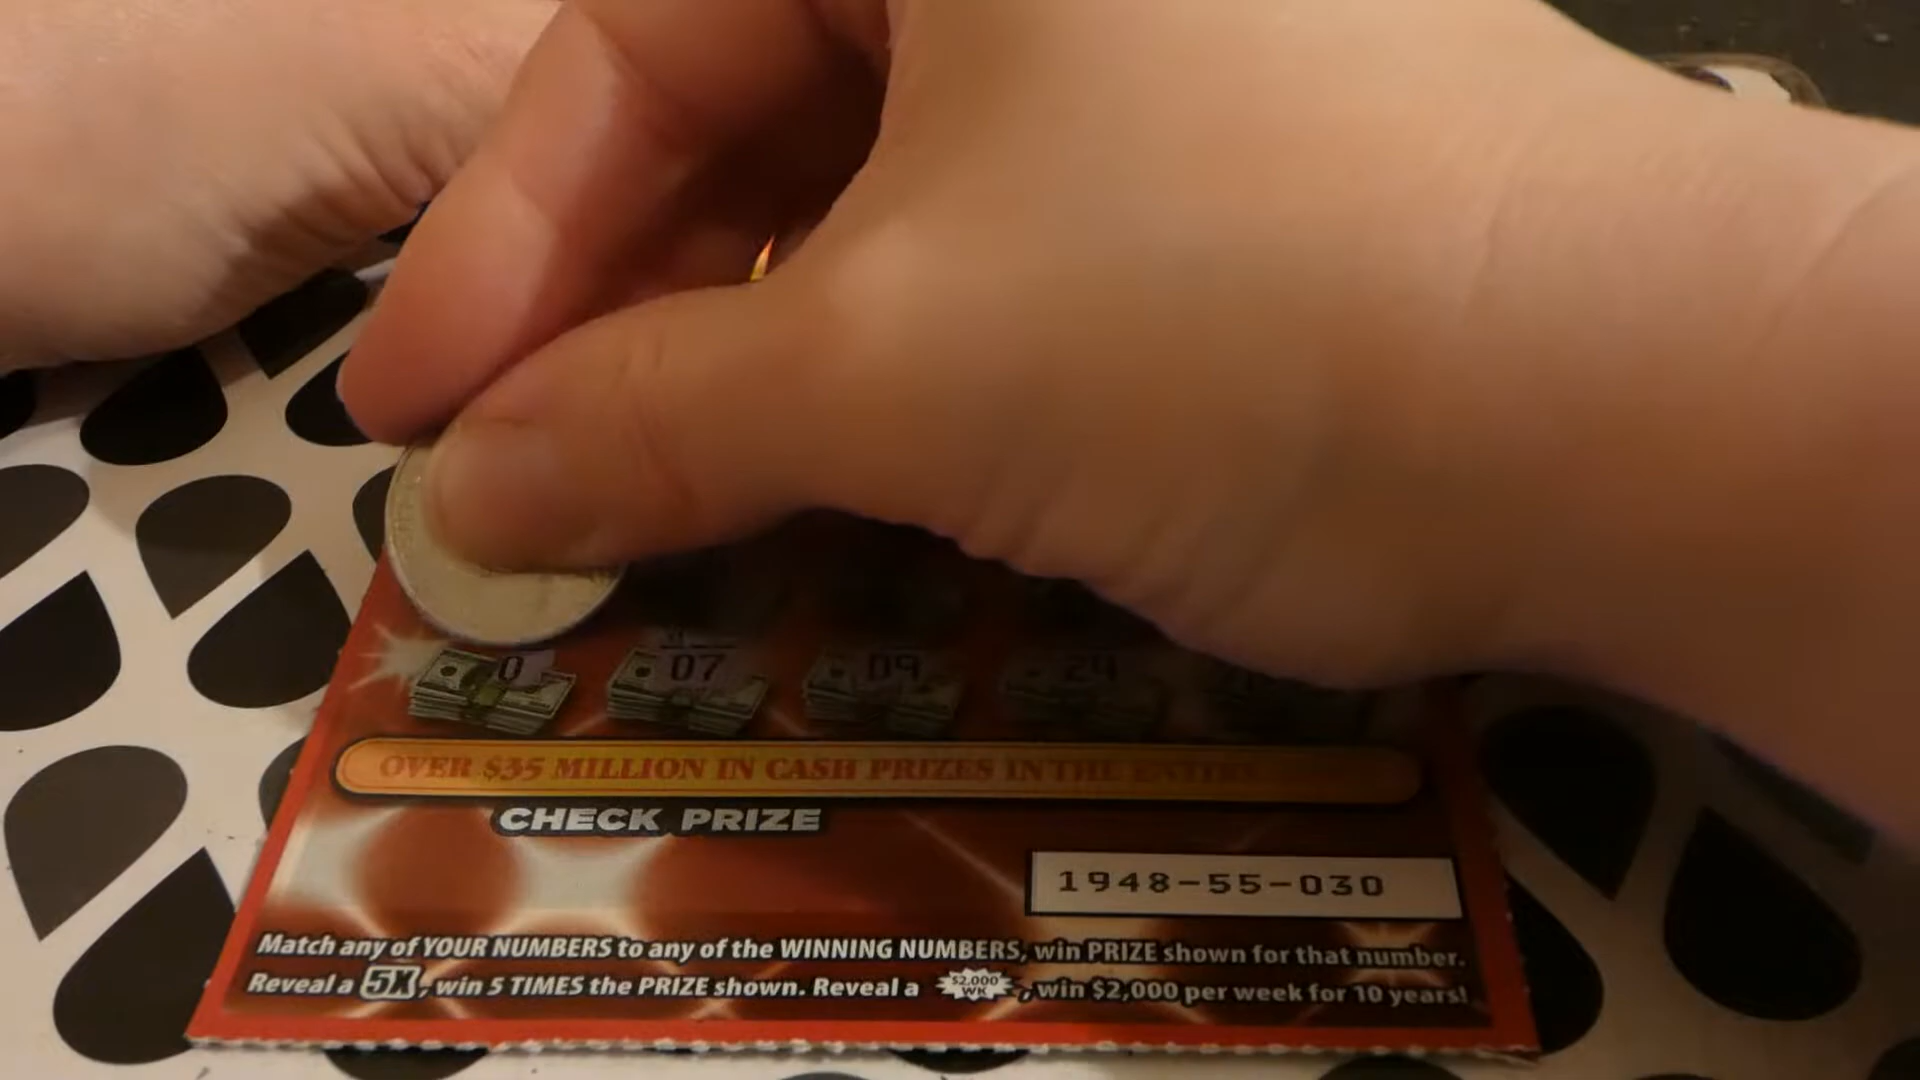 0 07 09 24
OVER $35 MILLION IN CASH PRIZES IN THE ENTIRE
CHECK PRIZE
1948-55-030
Match any of YOUR NUMBERS to any of the WINNING NUMBERS, win PRIZE shown for that number.
Reveal a 5X, win 5 TIMES the PRIZE shown. Reveal a $2,000 WK, win $2,000 per week for 10 years!